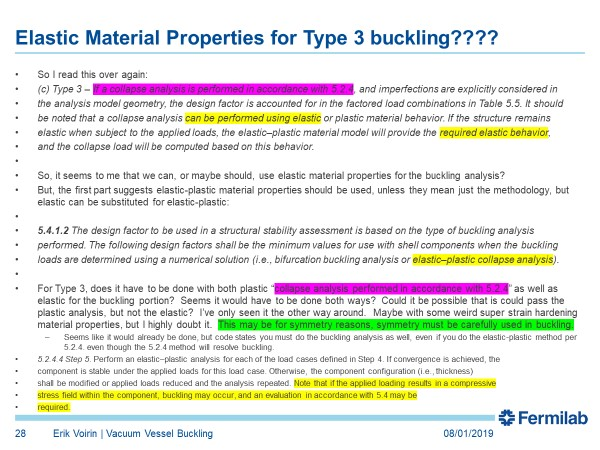 Elastic Material Properties for Type 3 buckling????
• So I read this over again:
• (c) Type 3 – If a collapse analysis is performed in accordance with 5.2.4, and imperfections are explicitly considered in
• the analysis model geometry, the design factor is accounted for in the factored load combinations in Table 5.5. It should
• be noted that a collapse analysis can be performed using elastic or plastic material behavior. If the structure remains
• elastic when subject to the applied loads, the elastic–plastic material model will provide the required elastic behavior,
• and the collapse load will be computed based on this behavior.
•
• So, it seems to me that we can, or maybe should, use elastic material properties for the buckling analysis?
• But, the first part suggests elastic-plastic material properties should be used, unless they mean just the methodology, but
elastic can be substituted for elastic-plastic:
•
• 5.4.1.2 The design factor to be used in a structural stability assessment is based on the type of buckling analysis
• performed. The following design factors shall be the minimum values for use with shell components when the buckling
• loads are determined using a numerical solution (i.e., bifurcation buckling analysis or elastic–plastic collapse analysis).
•
• For Type 3, does it have to be done with both plastic “collapse analysis performed in accordance with 5.2.4” as well as
elastic for the buckling portion? Seems it would have to be done both ways? Could it be possible that is could pass the
plastic analysis, but not the elastic? I’ve only seen it the other way around. Maybe with some weird super strain hardening
material properties, but I highly doubt it. This may be for symmetry reasons, symmetry must be carefully used in buckling.
– Seems like it would already be done, but code states you must do the buckling analysis as well, even if you do the elastic-plastic method per
5.2.4. even though the 5.2.4 method will resolve buckling.
• 5.2.4.4 Step 5. Perform an elastic–plastic analysis for each of the load cases defined in Step 4. If convergence is achieved, the
• component is stable under the applied loads for this load case. Otherwise, the component configuration (i.e., thickness)
• shall be modified or applied loads reduced and the analysis repeated. Note that if the applied loading results in a compressive
• stress field within the component, buckling may occur, and an evaluation in accordance with 5.4 may be
• required.
Fermilab
28 Erik Voirin | Vacuum Vessel Buckling 08/01/2019